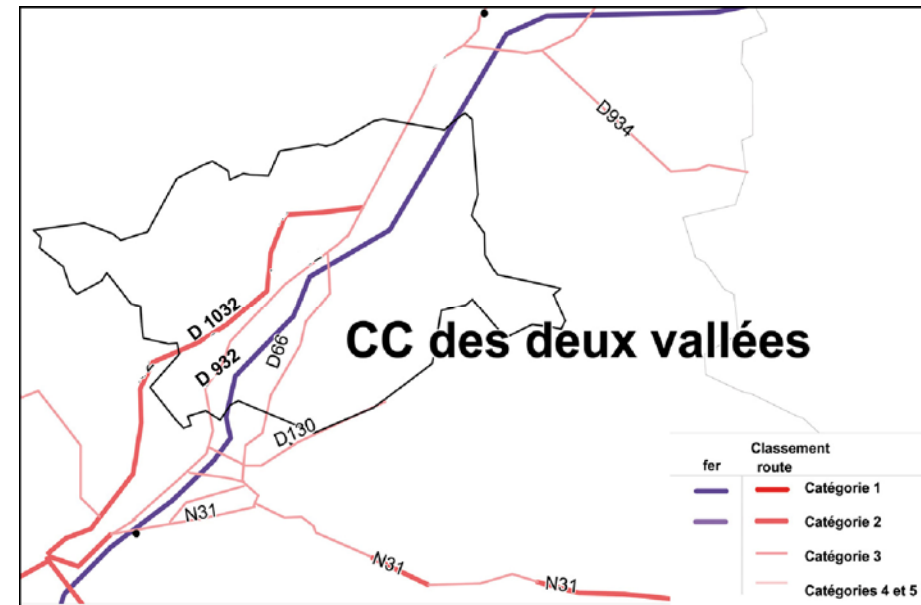 D934
D 1032
D66
CC des deux vallées
D 932
D130
N31
N31
N31
Classement
fer route
Catégorie 1
Catégorie 2
Catégorie 3
Catégories 4 et 5